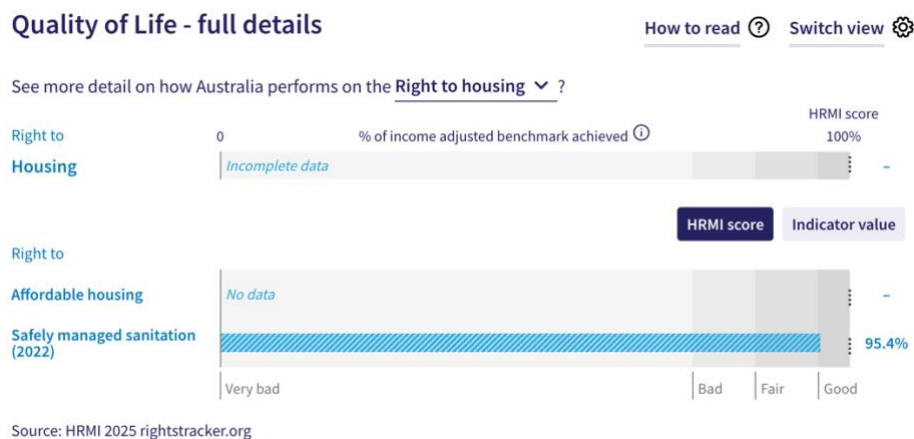 Quality of Life - full details
How to read ?
Switch view
See more detail on how Australia performs on the Right to housing ?
HRMI score
Right to
0
% of income adjusted benchmark achieved i
100%
Housing
Incomplete data
-
HRMI score
Indicator value
Right to
Affordable housing
No data
-
Safely managed sanitation
(2022)
95.4%
Very bad
Bad
Fair
Good
Source: HRMI 2025 rightstracker.org